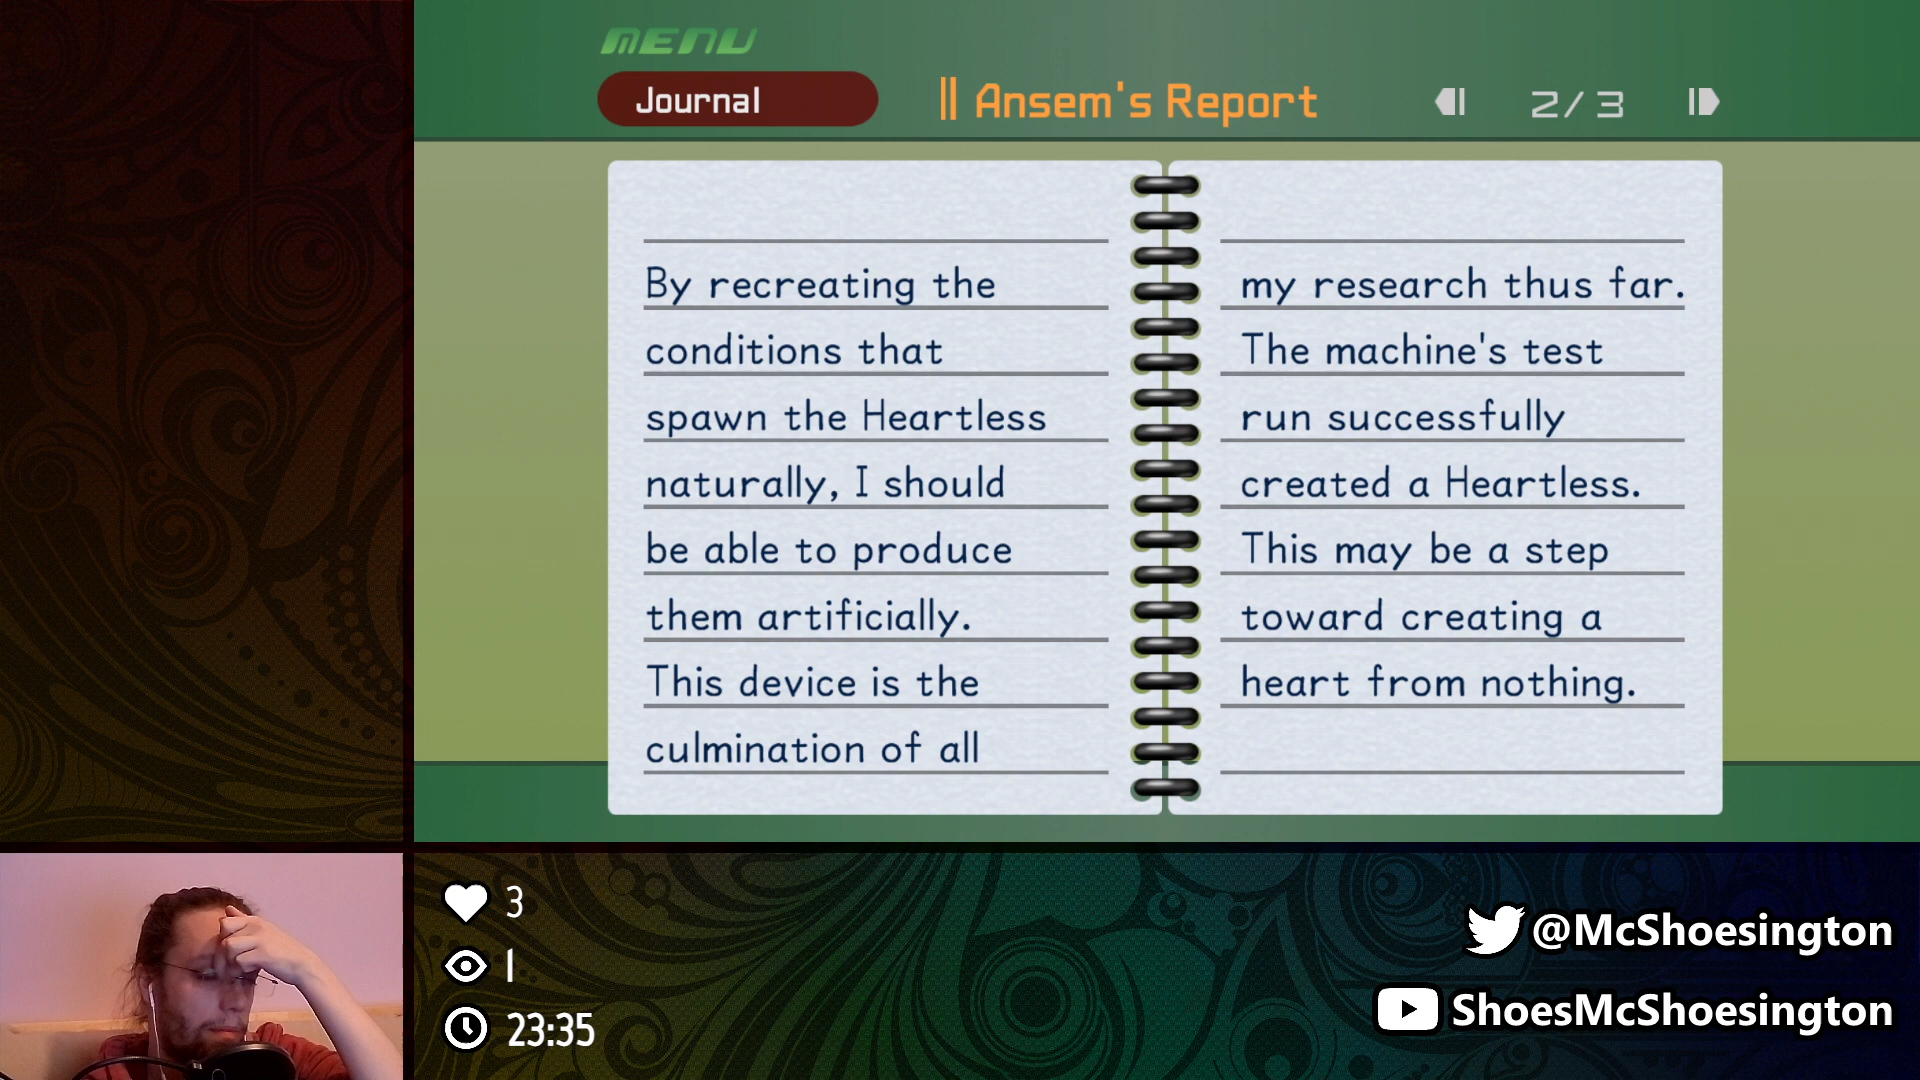 MENU
Journal
Ansem's Report
2/3
By recreating the
conditions that
spawn the Heartless
naturally, I should
be able to produce
them artificially.
This device is the
culmination of all
my research thus far.
The machine's test
run successfully
created a Heartless.
This may be a step
toward creating a
heart from nothing.
3
1
23:35
@McShoesington
ShoesMcShoesington